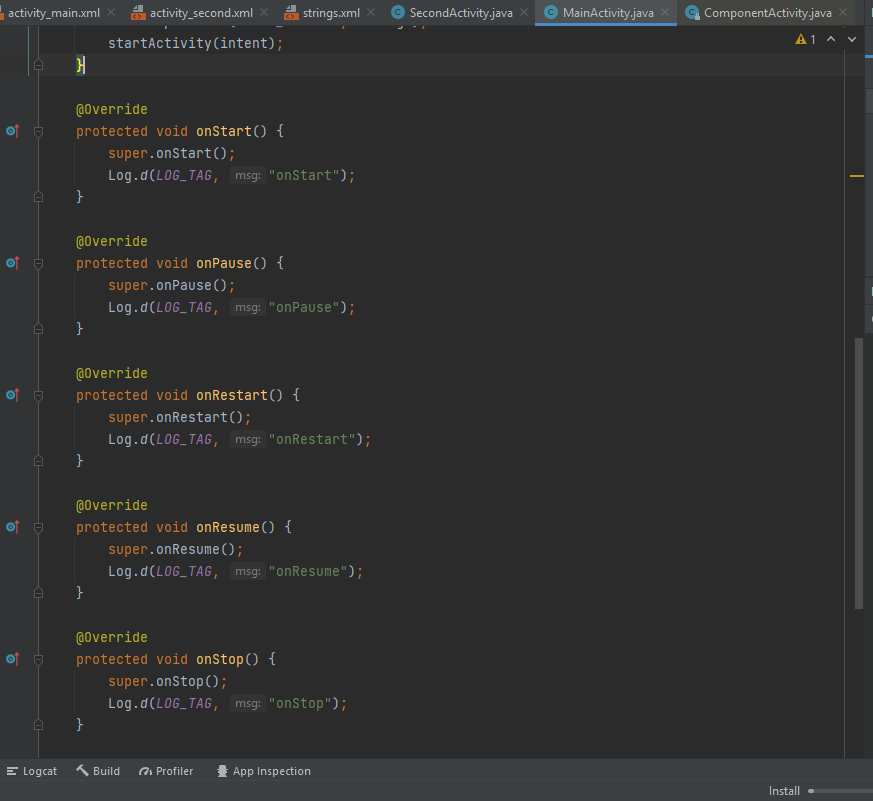 activity_main.xml activity_second.xml strings.xml SecondActivity.java MainActivity.java ComponentActivity.java
startActivity(intent);
1
}
@Override
protected void onStart() {
super.onStart();
Log.d(LOG_TAG, msg: "onStart");
}
@Override
protected void onPause() {
super.onPause();
Log.d(LOG_TAG, msg: "onPause");
}
@Override
protected void onRestart() {
super.onRestart();
Log.d(LOG_TAG, msg: "onRestart");
}
@Override
protected void onResume() {
super.onResume();
Log.d(LOG_TAG, msg: "onResume");
}
@Override
protected void onStop() {
super.onStop();
Log.d(LOG_TAG, msg: "onStop");
}
Logcat Build Profiler App Inspection
Install